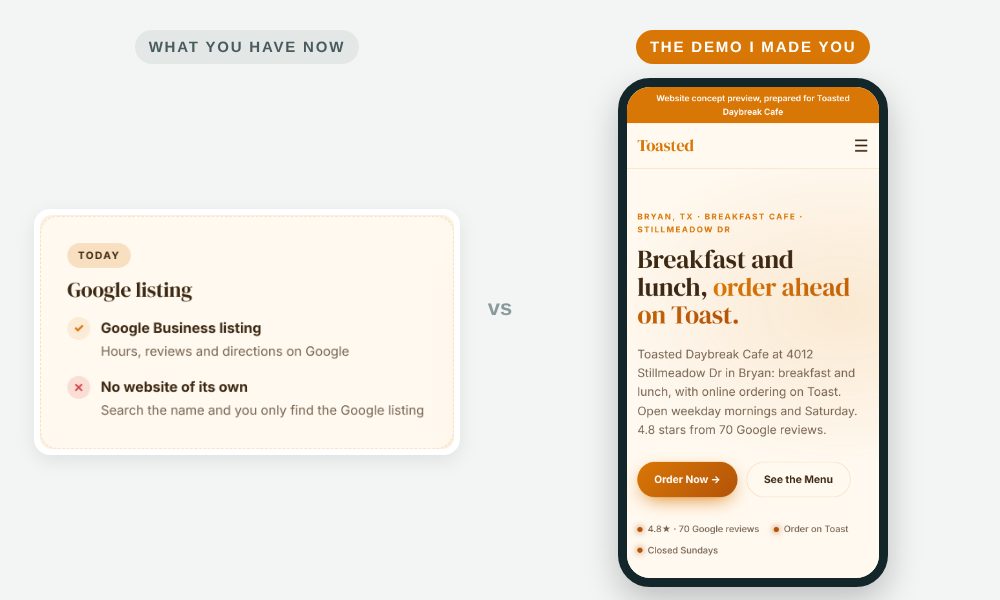 WHAT YOU HAVE NOW
TODAY
Google listing
Google Business listing
Hours, reviews and directions on Google
No website of its own
Search the name and you only find the Google listing
vs
THE DEMO I MADE YOU
Website concept preview, prepared for Toasted
Daybreak Cafe
Toasted
BRYAN, TX · BREAKFAST CAFE ·
STILLMEADOW DR
Breakfast and
lunch, order ahead
on Toast.
Toasted Daybreak Cafe at 4012
Stillmeadow Dr in Bryan: breakfast and
lunch, with online ordering on Toast.
Open weekday mornings and Saturday.
4.8 stars from 70 Google reviews.
Order Now →
See the Menu
4.8★ · 70 Google reviews
Order on Toast
Closed Sundays